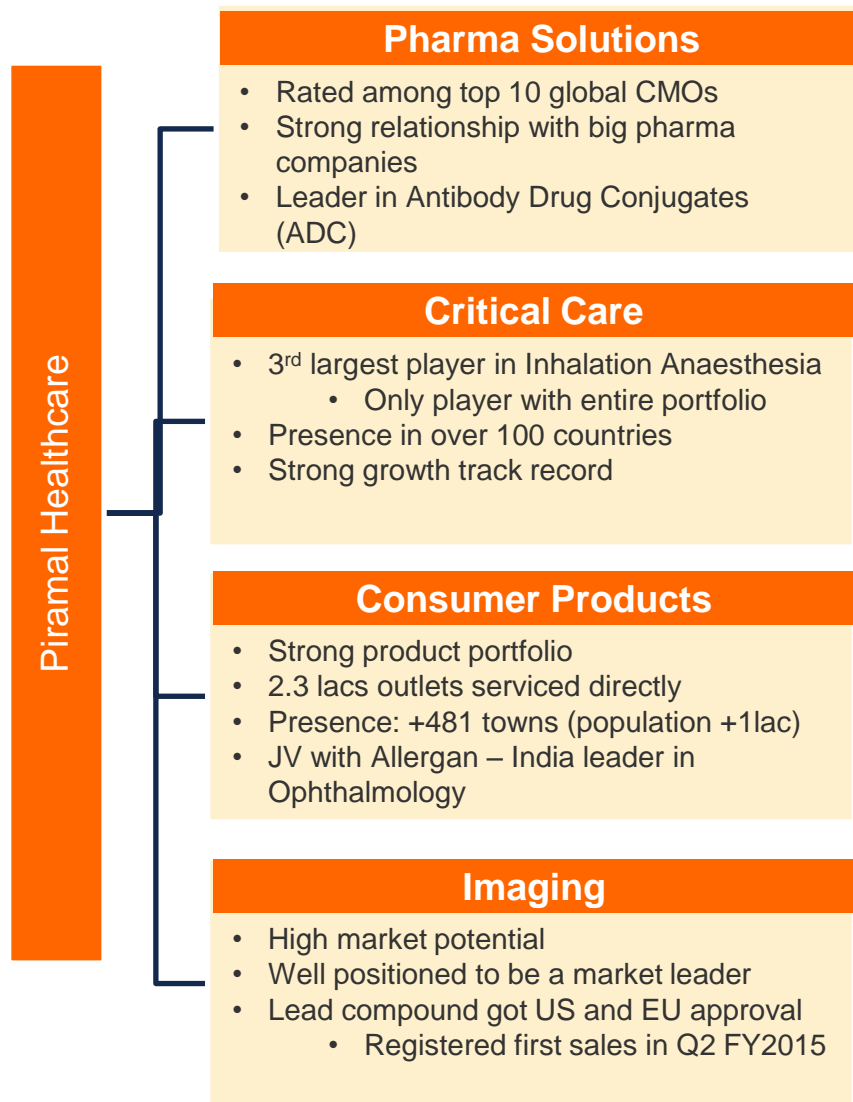 Piramal Healthcare
Pharma Solutions
• Rated among top 10 global CMOs
• Strong relationship with big pharma
companies
• Leader in Antibody Drug Conjugates
(ADC)
Critical Care
• 3rd largest player in Inhalation Anaesthesia
• Only player with entire portfolio
• Presence in over 100 countries
• Strong growth track record
Consumer Products
• Strong product portfolio
• 2.3 lacs outlets serviced directly
• Presence: +481 towns (population +1lac)
• JV with Allergan – India leader in
Ophthalmology
Imaging
• High market potential
• Well positioned to be a market leader
• Lead compound got US and EU approval
• Registered first sales in Q2 FY2015